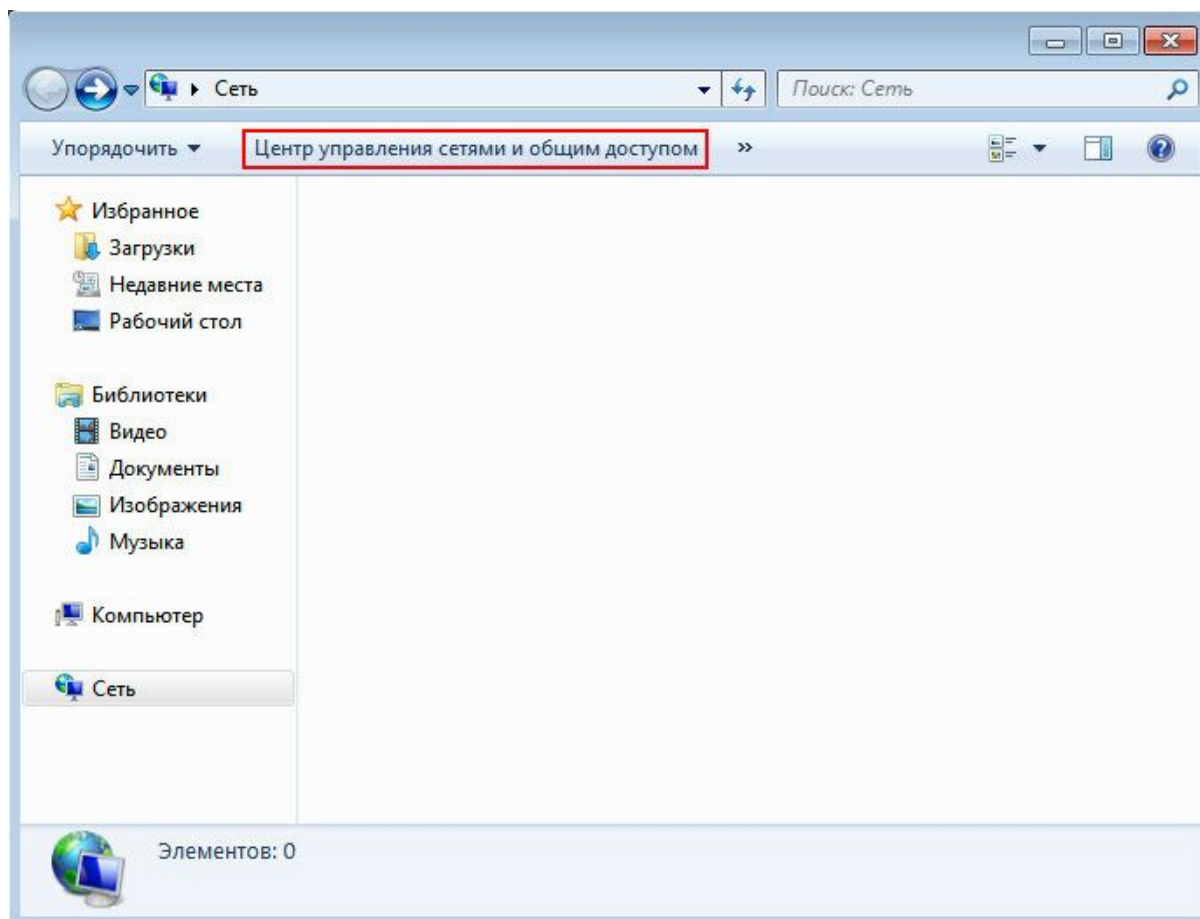 Сеть
Поиск: Сеть
Упорядочить
Центр управления сетями и общим доступом
»
Избранное
Загрузки
Недавние места
Рабочий стол
Библиотеки
Видео
Документы
Изображения
Музыка
Компьютер
Сеть
Элементов: 0